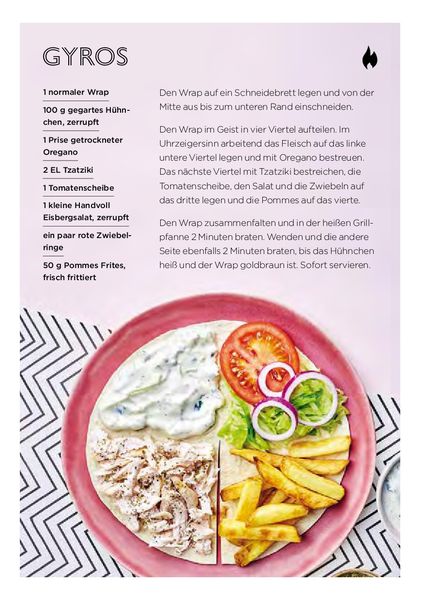 GYROS
1 normaler Wrap
100 g gegartes Hühn-
chen, zerrupft
1 Prise getrockneter
Oregano
2 EL Tzatziki
1 Tomatenscheibe
1 kleine Handvoll
Eisbergsalat, zerrupft
ein paar rote Zwiebel-
ringe
50 g Pommes Frites,
frisch frittiert
Den Wrap auf ein Schneidebrett legen und von der
Mitte aus bis zum unteren Rand einschneiden.
Den Wrap im Geist in vier Viertel aufteilen. Im
Uhrzeigersinn arbeitend das Fleisch auf das linke
untere Viertel legen und mit Oregano bestreuen.
Das nächste Viertel mit Tzatziki bestreichen, die
Tomatenscheibe, den Salat und die Zwiebeln auf
das dritte legen und die Pommes auf das vierte.
Den Wrap zusammenfalten und in der heißen Grill-
pfanne 2 Minuten braten. Wenden und die andere
Seite ebenfalls 2 Minuten braten, bis das Hühnchen
heiß und der Wrap goldbraun ist. Sofort servieren.